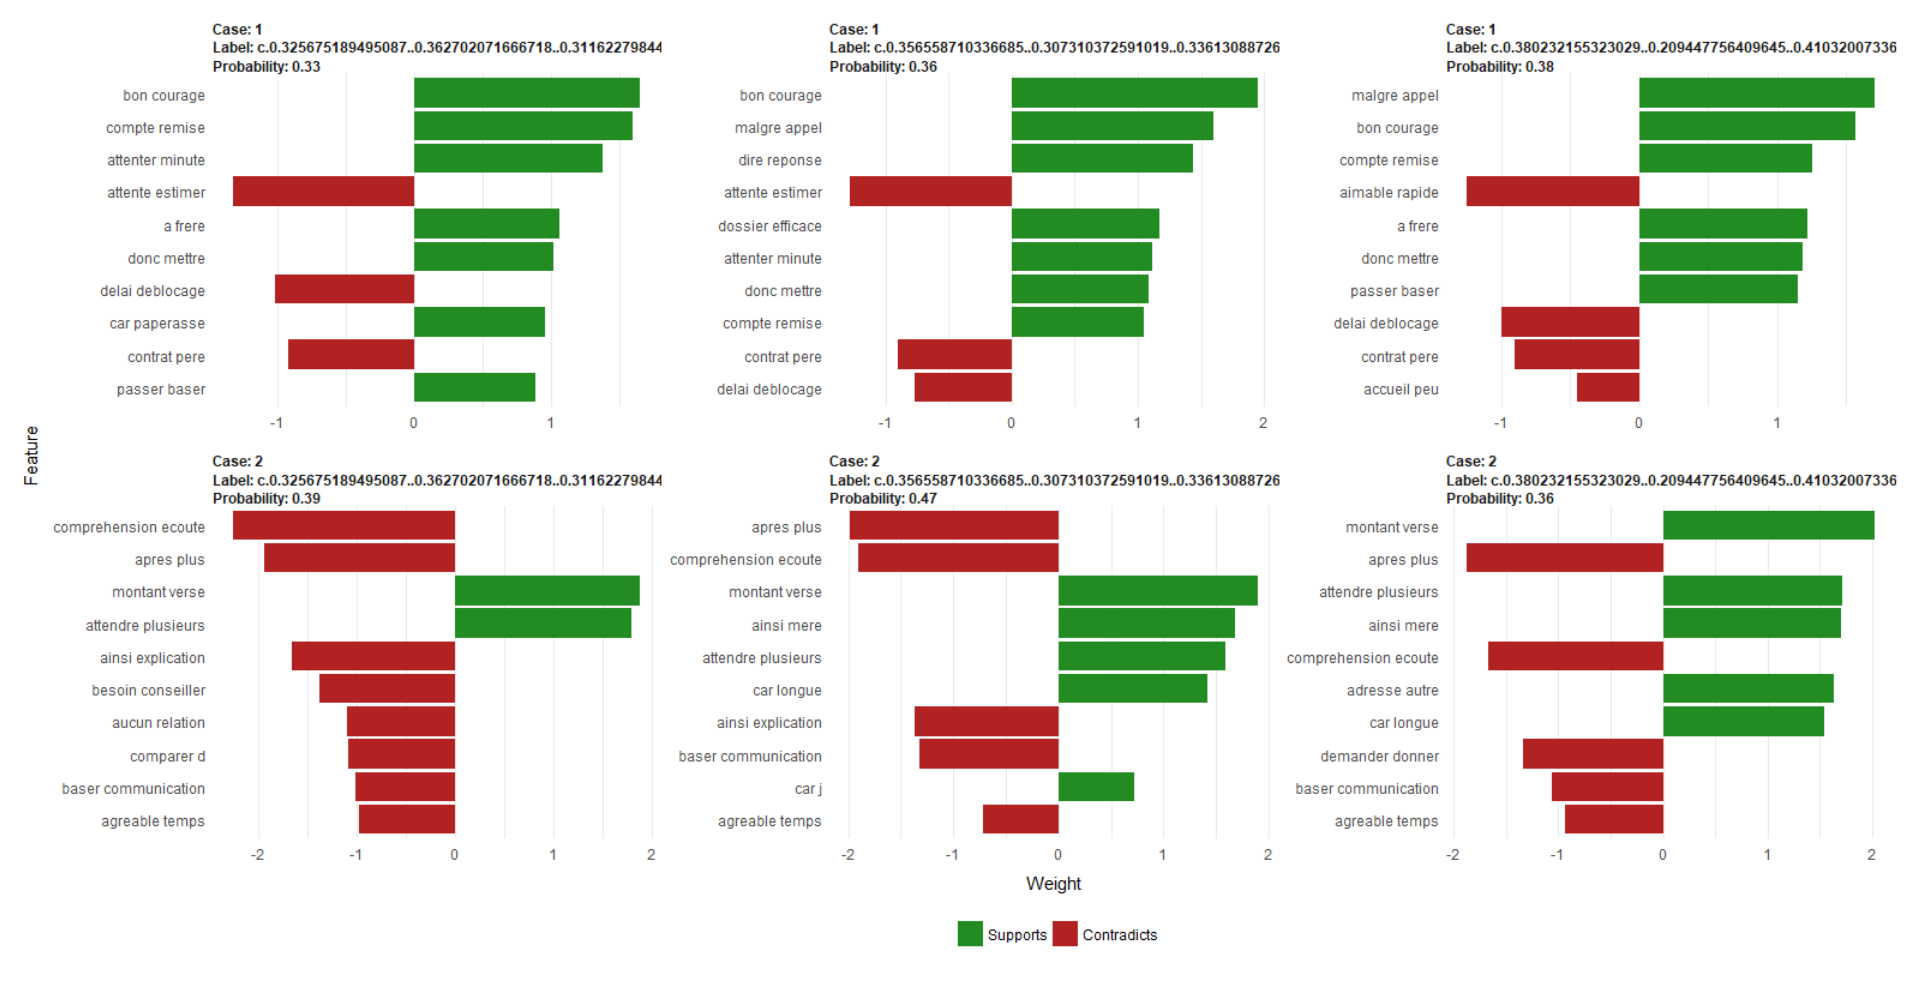 Case: 1
Label: c.0.325675189495087..0.362702071666718..0.31162279844
Probability: 0.33
bon courage
compte remise
attenter minute
attente estimer
a frere
donc mettre
delai deblocage
car paperasse
contrat pere
passer baser
-1 0 1
Case: 1
Label: c.0.356558710336685..0.307310372591019..0.33613088726
Probability: 0.36
bon courage
malgre appel
dire reponse
attente estimer
dossier efficace
attenter minute
donc mettre
compte remise
contrat pere
delai deblocage
-1 0 1 2
Case: 1
Label: c.0.380232155323029..0.209447756409645..0.41032007336
Probability: 0.38
malgre appel
bon courage
compte remise
aimable rapide
a frere
donc mettre
passer baser
delai deblocage
contrat pere
accueil peu
-1 0 1
Feature
Case: 2
Label: c.0.325675189495087..0.362702071666718..0.31162279844
Probability: 0.39
comprehension ecoute
apres plus
montant verse
attendre plusieurs
ainsi explication
besoin conseiller
aucun relation
comparer d
baser communication
agreable temps
-2 -1 0 1 2
Case: 2
Label: c.0.356558710336685..0.307310372591019..0.33613088726
Probability: 0.47
apres plus
comprehension ecoute
montant verse
ainsi mere
attendre plusieurs
car longue
ainsi explication
baser communication
car j
agreable temps
-2 -1 0 1 2
Case: 2
Label: c.0.380232155323029..0.209447756409645..0.41032007336
Probability: 0.36
montant verse
apres plus
attendre plusieurs
ainsi mere
comprehension ecoute
adresse autre
car longue
demander donner
baser communication
agreable temps
-2 -1 0 1 2
Weight
Supports Contradicts